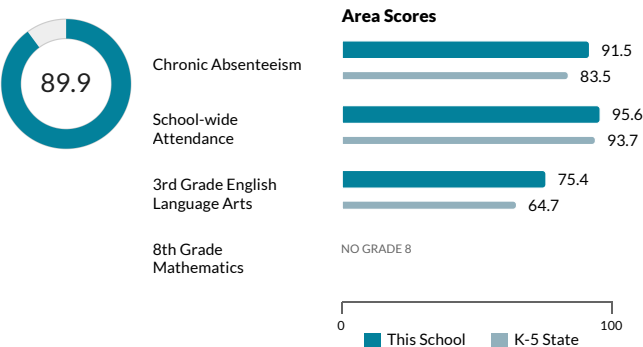 Area Scores
89.9
Chronic Absenteeism
91.5
83.5
School-wide
Attendance
95.6
93.7
3rd Grade English
Language Arts
75.4
64.7
8th Grade
Mathematics
NO GRADE 8
0 100
This School K-5 State